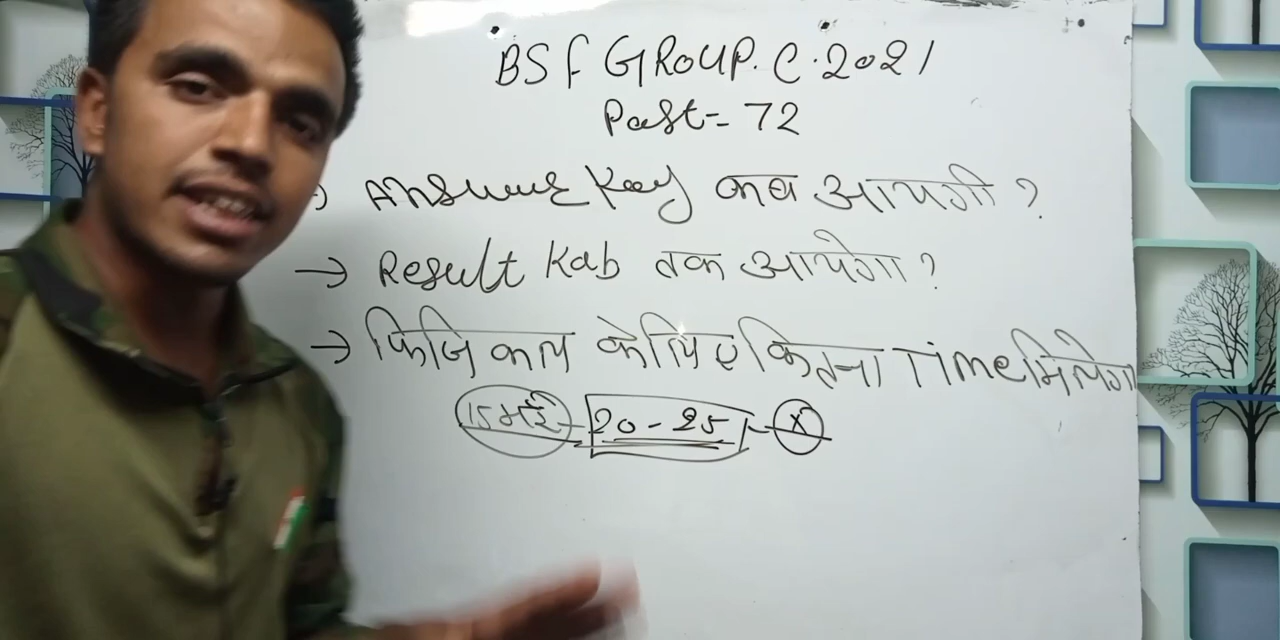 BSF GROUP. C. 2021
Post- 72
Answer Key कब आयगी ?
→ Result Kab तक आयेगा ?
→ फिजिकल के लिए कितना Time मिलेगा
15 मई - 20 - 25 - X